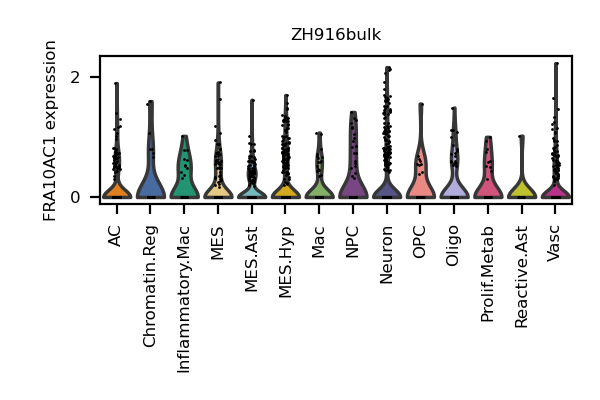 ZH916bulk
FRA10AC1 expression
2
0
AC
Chromatin.Reg
Inflammatory.Mac
MES
MES.Ast
MES.Hyp
Mac
NPC
Neuron
OPC
Oligo
Prolif.Metab
Reactive.Ast
Vasc